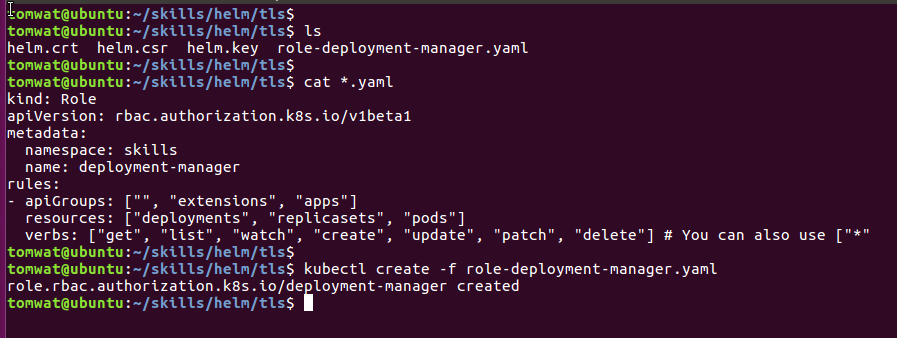 tomwat@ubuntu:~/skills/helm/tls$
tomwat@ubuntu:~/skills/helm/tls$ ls
helm.crt  helm.csr  helm.key  role-deployment-manager.yaml
tomwat@ubuntu:~/skills/helm/tls$
tomwat@ubuntu:~/skills/helm/tls$ cat *.yaml
kind: Role
apiVersion: rbac.authorization.k8s.io/v1beta1
metadata:
  namespace: skills
  name: deployment-manager
rules:
- apiGroups: ["", "extensions", "apps"]
  resources: ["deployments", "replicasets", "pods"]
  verbs: ["get", "list", "watch", "create", "update", "patch", "delete"] # You can also use ["*"
tomwat@ubuntu:~/skills/helm/tls$
tomwat@ubuntu:~/skills/helm/tls$ kubectl create -f role-deployment-manager.yaml
role.rbac.authorization.k8s.io/deployment-manager created
tomwat@ubuntu:~/skills/helm/tls$